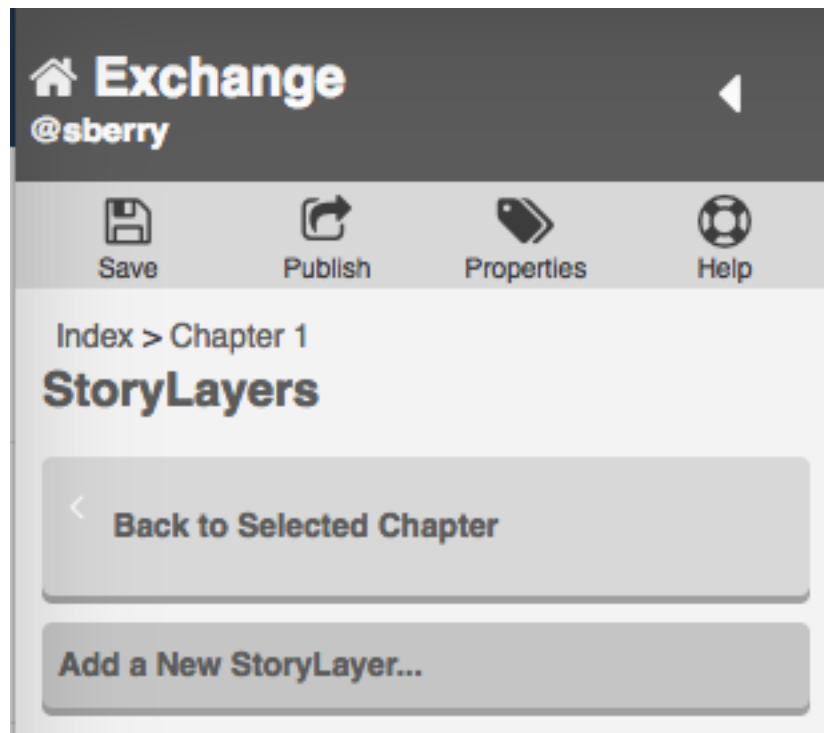 Exchange
@sberry
Save Publish Properties Help
Index > Chapter 1
StoryLayers
Back to Selected Chapter
Add a New StoryLayer...